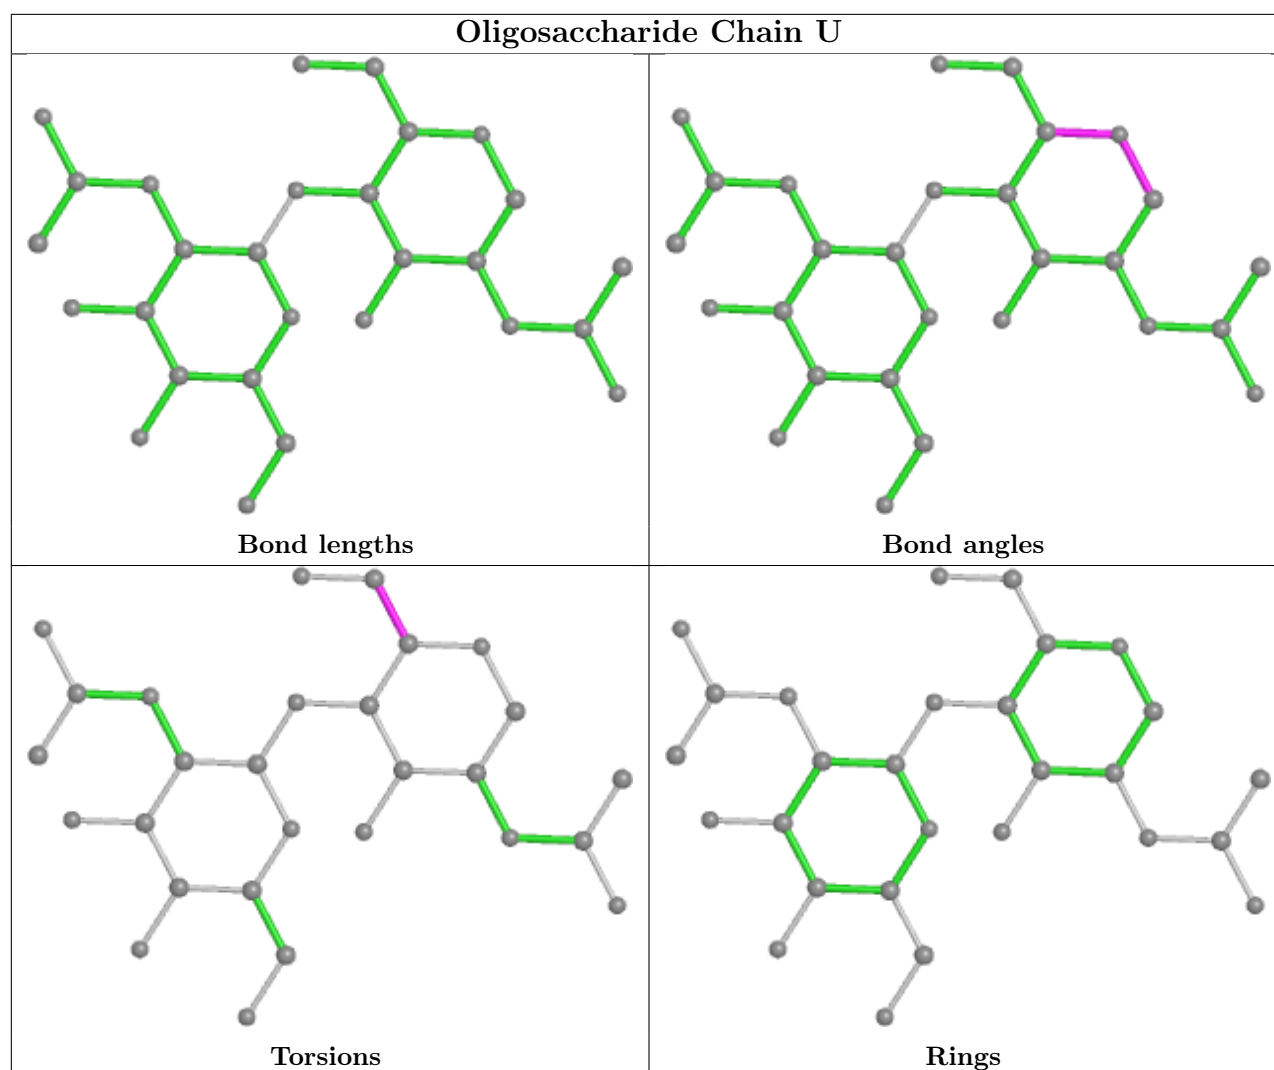 Oligosaccharide Chain U
Bond lengths
Bond angles
Torsions
Rings